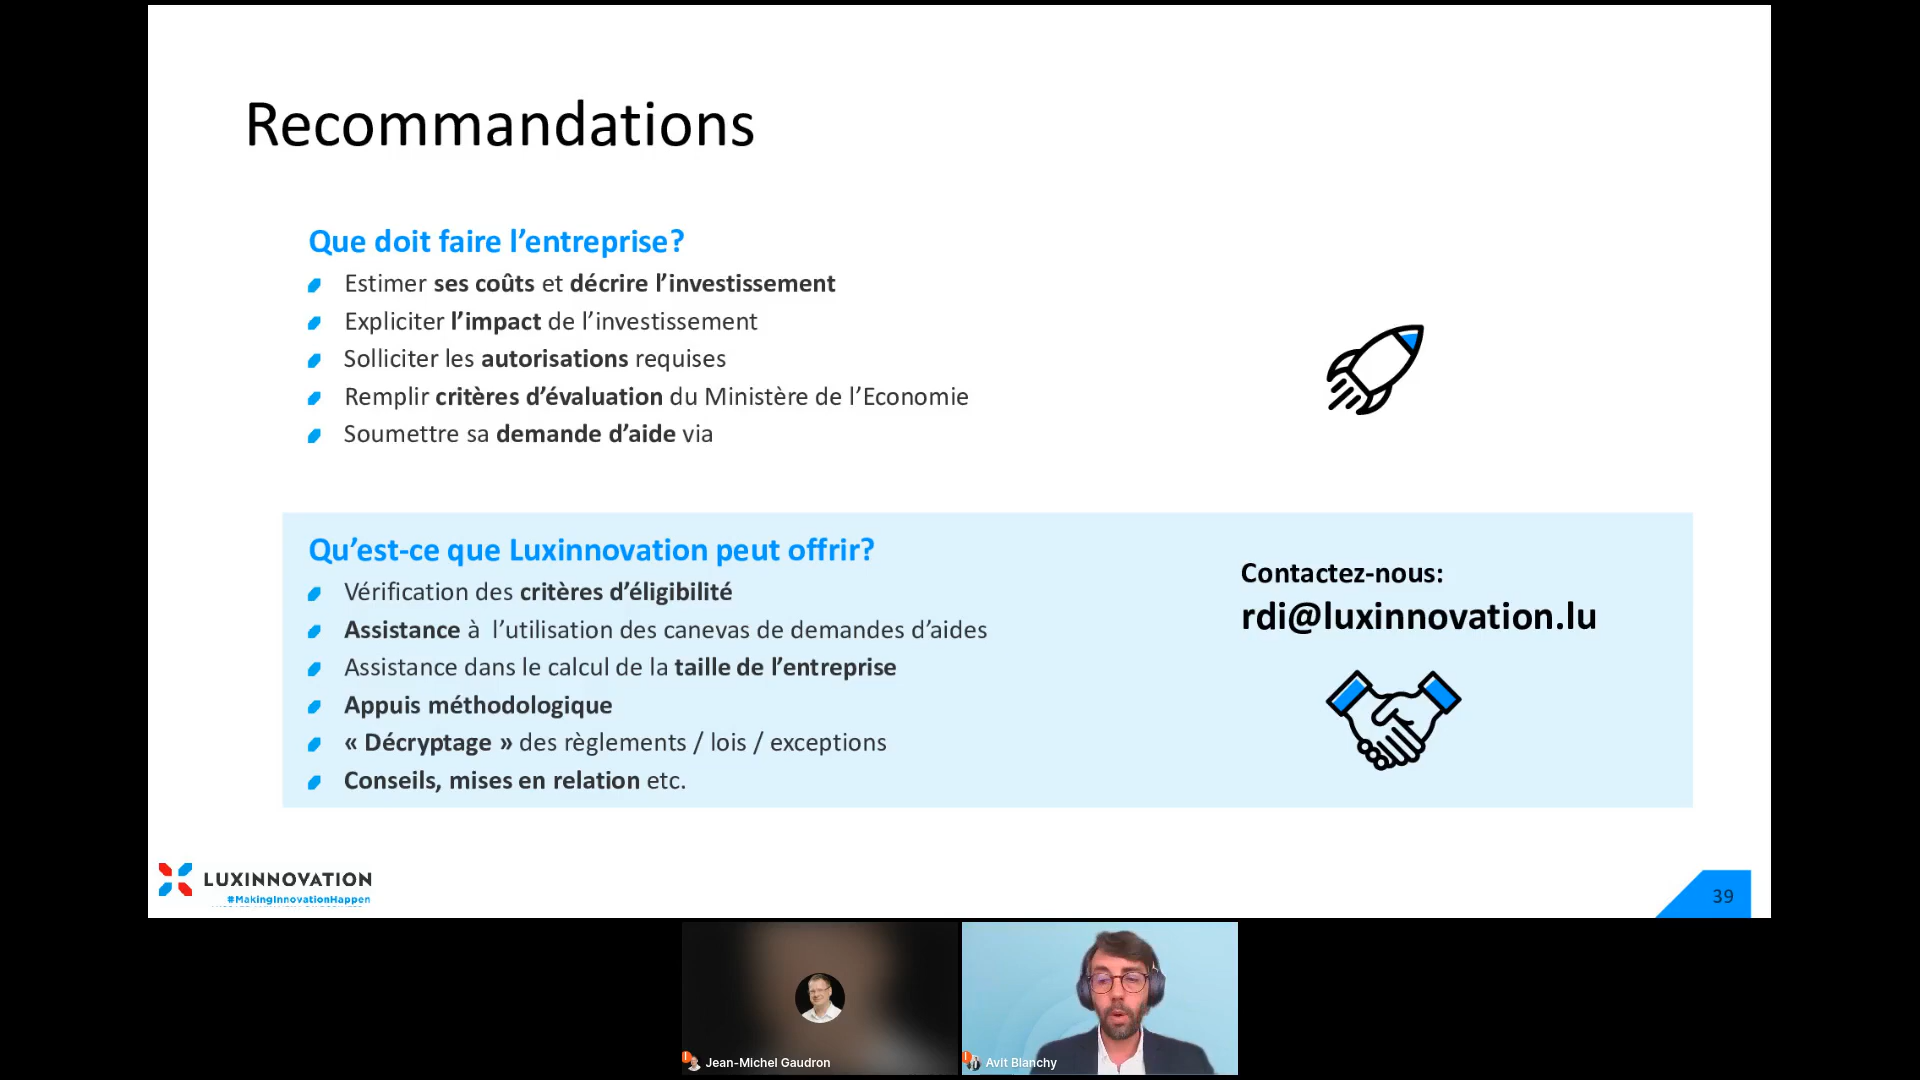 Recommandations
Que doit faire l’entreprise?
Estimer ses coûts et décrire l’investissement
Expliciter l’impact de l’investissement
Solliciter les autorisations requises
Remplir critères d’évaluation du Ministère de l’Economie
Soumettre sa demande d’aide via
Qu’est-ce que Luxinnovation peut offrir?
Vérification des critères d’éligibilité
Assistance à l’utilisation des canevas de demandes d’aides
Assistance dans le calcul de la taille de l’entreprise
Appuis méthodologique
« Décryptage » des règlements / lois / exceptions
Conseils, mises en relation etc.
Contactez-nous:
rdi@luxinnovation.lu
LUXINNOVATION
#MakingInnovationHappen
39
Jean-Michel Gaudron
Avit Blanchy